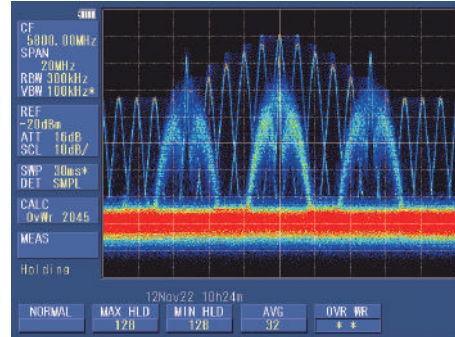 CF
5800.00MHz
SPAN
20MHz
RBW 300kHz
VBW 100kHz*
REF
-20dBm
ATT 16dB
SCL 10dB/
SWP 30ms*
DET SMPL
CALC
OvWr 2045
MEAS
Holding
12Nov22 10h24m
NORMAL
MAX HLD
128
MIN HLD
128
AVG
32
OVR WR
* *